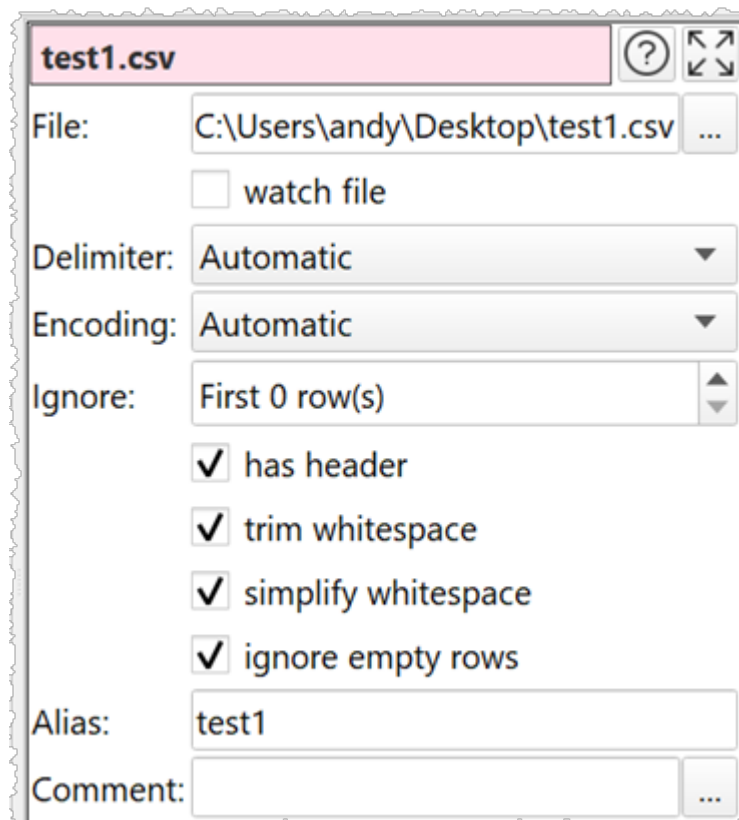 test1.csv
File: C:\Users\andy\Desktop\test1.csv ...
watch file
Delimiter: Automatic
Encoding: Automatic
Ignore: First 0 row(s)
has header
trim whitespace
simplify whitespace
ignore empty rows
Alias: test1
Comment: ...